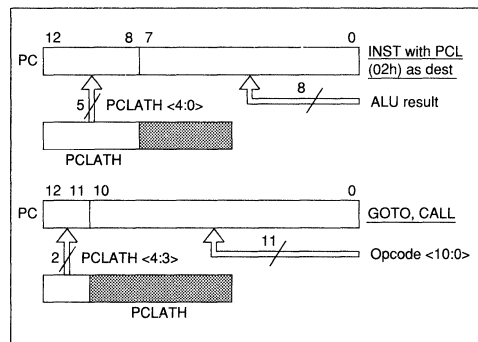 12 8 7 0
PC
INST with PCL
(02h) as dest
5 PCLATH <4:0>
8
ALU result
PCLATH
12 11 10 0
PC
GOTO, CALL
2 PCLATH <4:3>
11
Opcode <10:0>
PCLATH